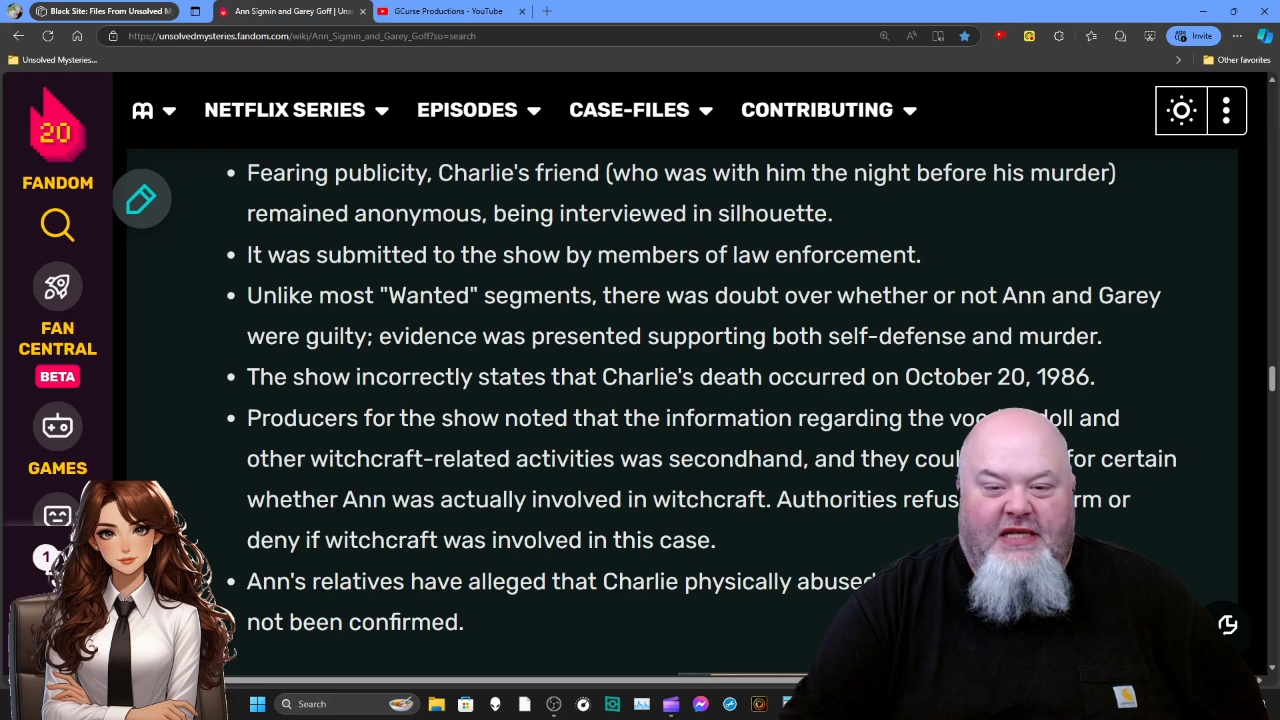 Black Site: Files From Unsolved M
Ann Sigmin and Garey Goff | Uns
GCurse Productions - YouTube
https://unsolvedmysteries.fandom.com/wiki/Ann_Sigmin_and_Garey_Goff?so=search
Invite
Unsolved Mysteries...
Other favorites
20
FANDOM
NETFLIX SERIES
EPISODES
CASE-FILES
CONTRIBUTING
FAN
CENTRAL
BETA
GAMES
1
Fearing publicity, Charlie's friend (who was with him the night before his murder)
remained anonymous, being interviewed in silhouette.
It was submitted to the show by members of law enforcement.
Unlike most "Wanted" segments, there was doubt over whether or not Ann and Garey
were guilty; evidence was presented supporting both self-defense and murder.
The show incorrectly states that Charlie's death occurred on October 20, 1986.
Producers for the show noted that the information regarding the and
other witchcraft-related activities was secondhand, and they for certain
whether Ann was actually involved in witchcraft. Authorities or
deny if witchcraft was involved in this case.
Ann's relatives have alleged that Charlie physically
not been confirmed.
Search